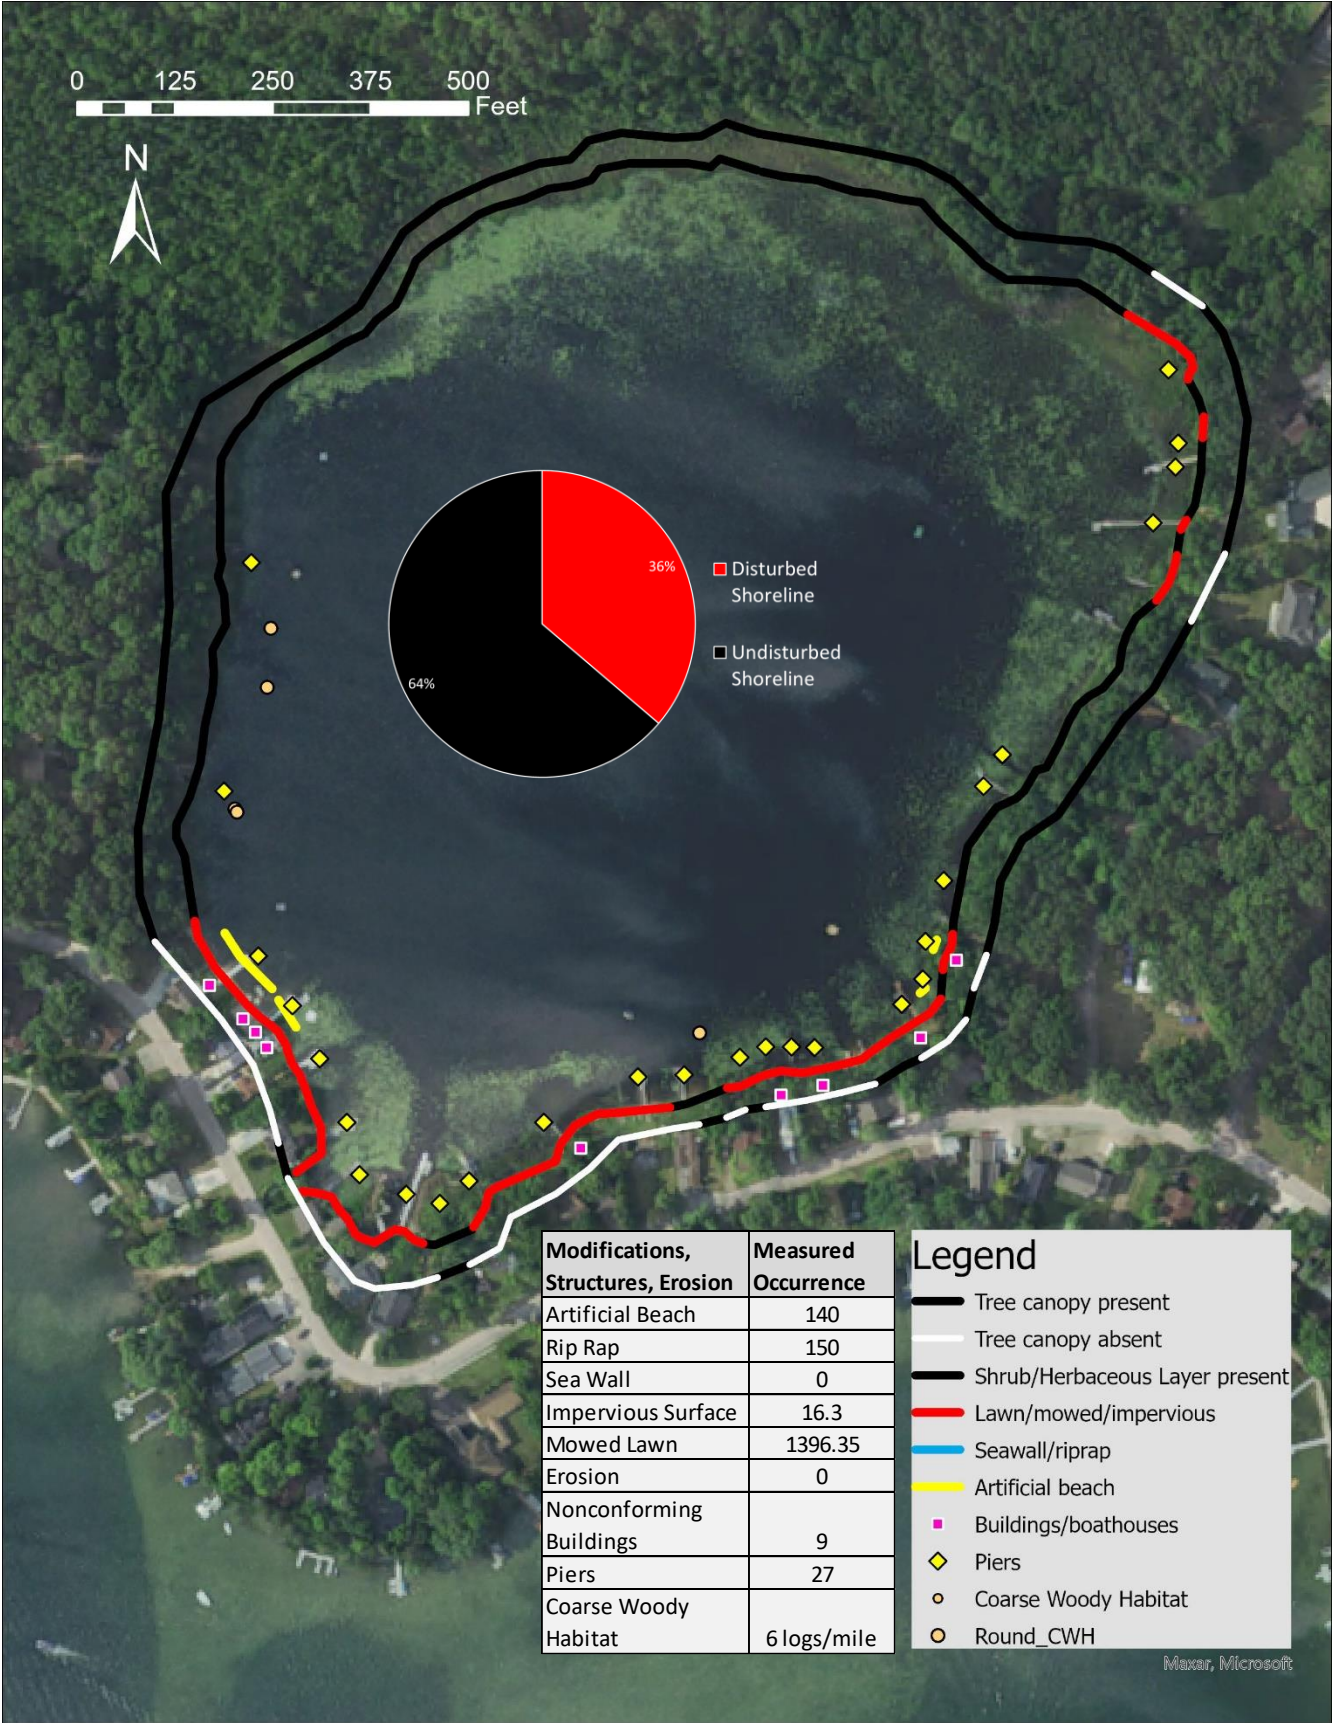 0 125 250 375 500
Feet
N
36%
64%
Disturbed
Shoreline
Undisturbed
Shoreline
Modifications, Structures, Erosion Measured Occurrence
Artificial Beach 140
Rip Rap 150
Sea Wall 0
Impervious Surface 16.3
Mowed Lawn 1396.35
Erosion 0
Nonconforming
Buildings 9
Piers 27
Coarse Woody
Habitat 6 logs/mile
Legend
Tree canopy present
Tree canopy absent
Shrub/Herbaceous Layer present
Lawn/mowed/impervious
Seawall/riprap
Artificial beach
Buildings/boathouses
Piers
Coarse Woody Habitat
Round_CWH
Maxar, Microsoft